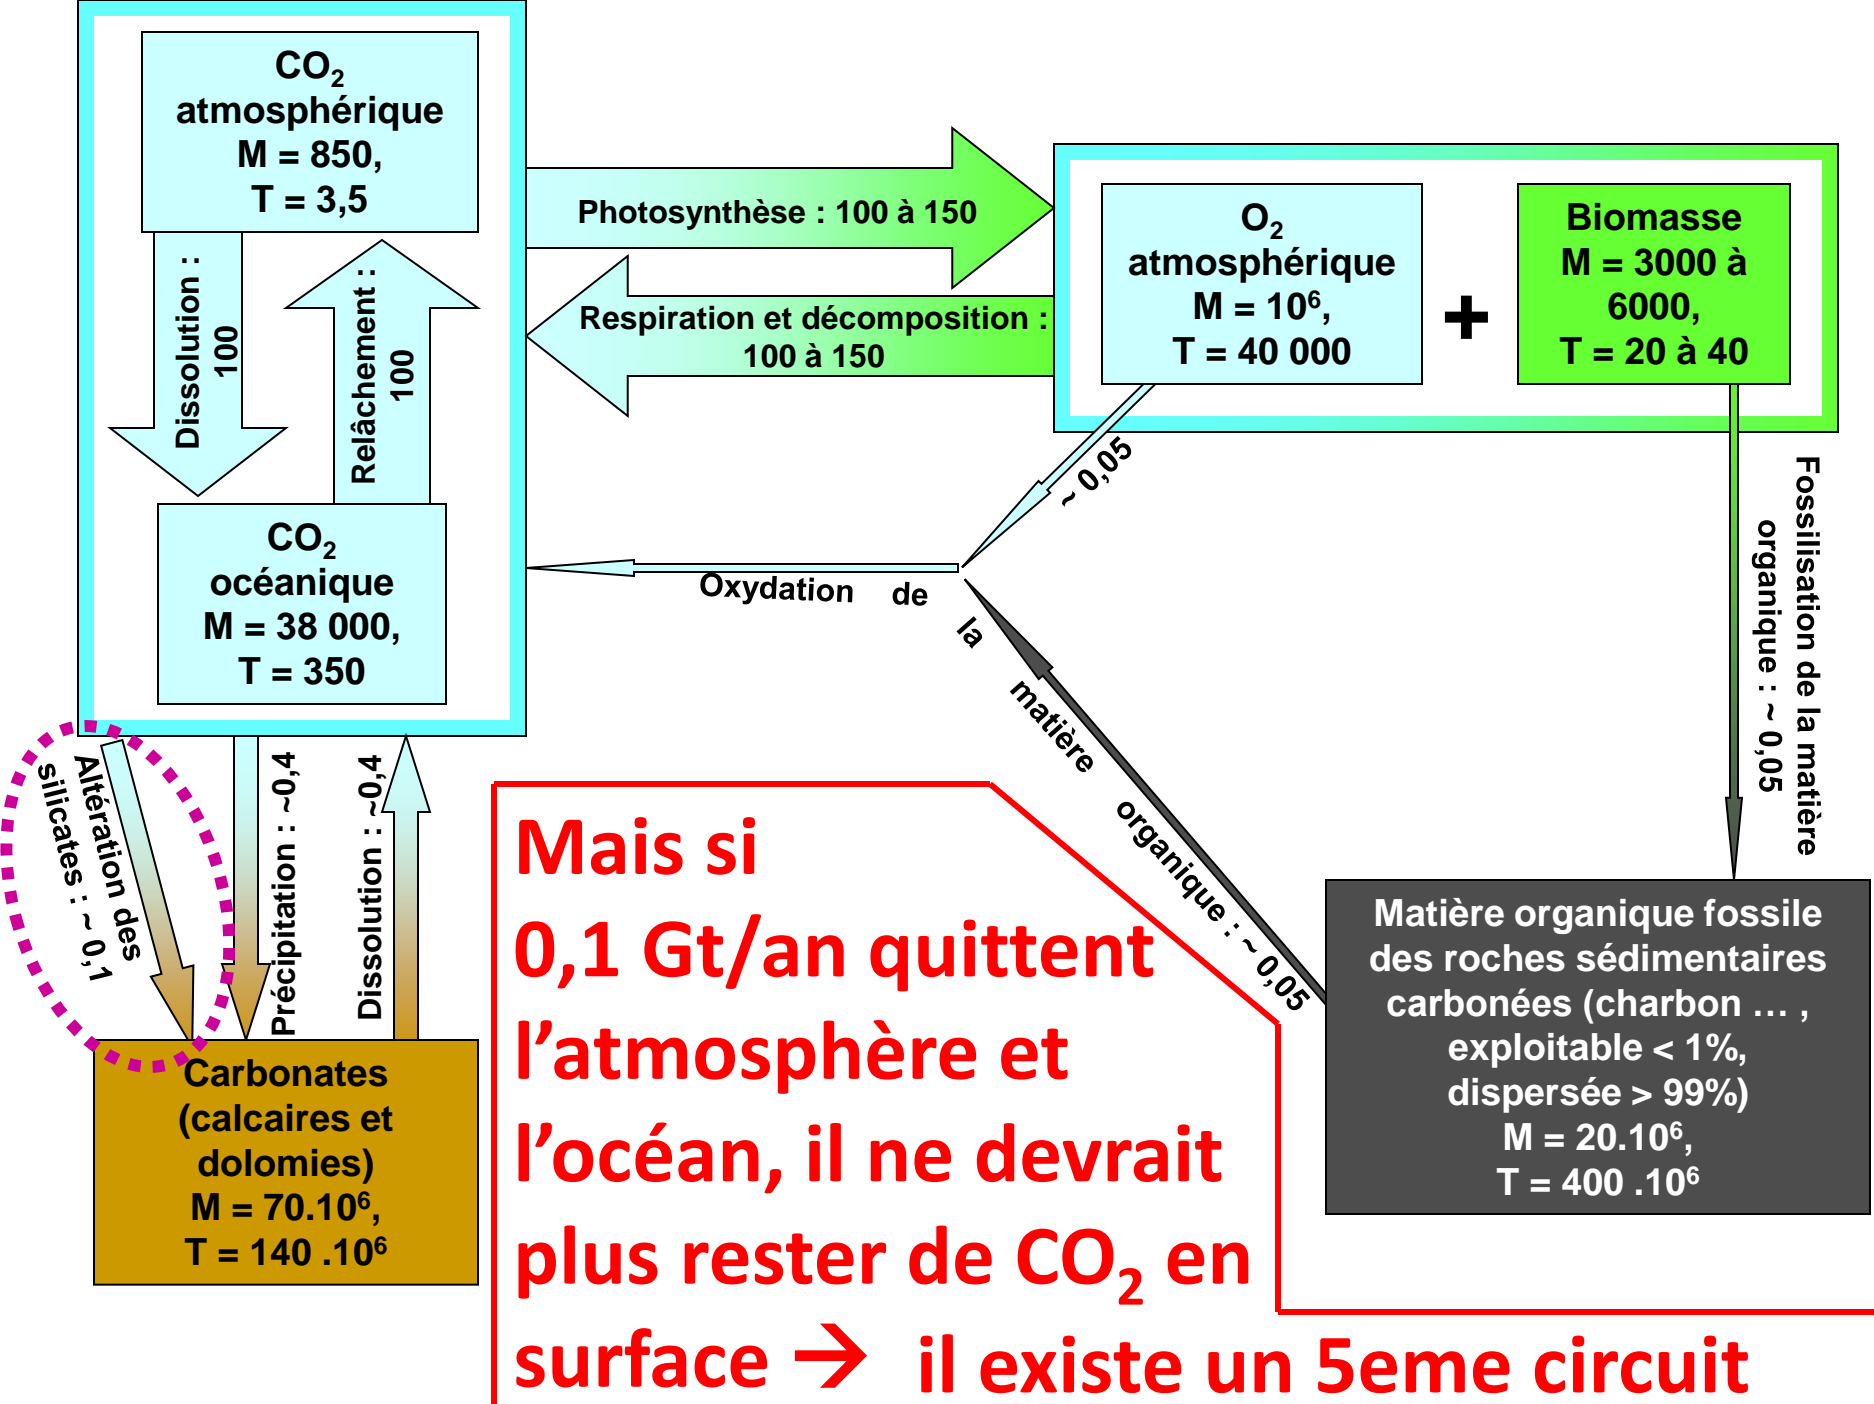 CO₂
atmosphérique
M = 850,
T = 3,5
Dissolution :
100
Relâchement :
100
CO₂
océanique
M = 38 000,
T = 350
Photosynthèse : 100 à 150
Respiration et décomposition :
100 à 150
O₂
atmosphérique
M = 10⁶,
T = 40 000
+
Biomasse
M = 3000 à
6000,
T = 20 à 40
~ 0,05
Oxydation de la matière organique : ~ 0,05
Fossilisation de la matière
organique : ~ 0,05
Altération des
silicates : ~ 0,1
Précipitation : ~0,4
Dissolution : ~0,4
Carbonates
(calcaires et
dolomies)
M = 70.10⁶,
T = 140 .10⁶
Matière organique fossile
des roches sédimentaires
carbonées (charbon … ,
exploitable < 1%,
dispersée > 99%)
M = 20.10⁶,
T = 400 .10⁶
Mais si
0,1 Gt/an quittent
l’atmosphère et
l’océan, il ne devrait
plus rester de CO₂ en
surface → il existe un 5eme circuit